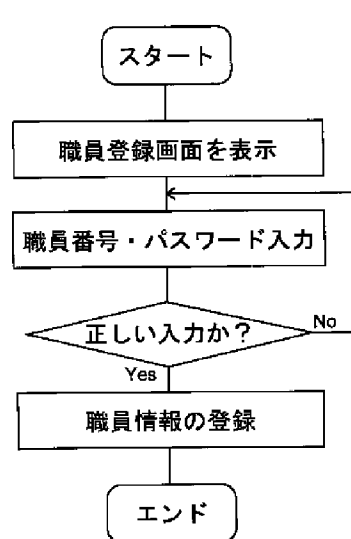 スタート
職員登録画面を表示
職員番号・パスワード入力
正しい入力か？
No
Yes
職員情報の登録
エンド